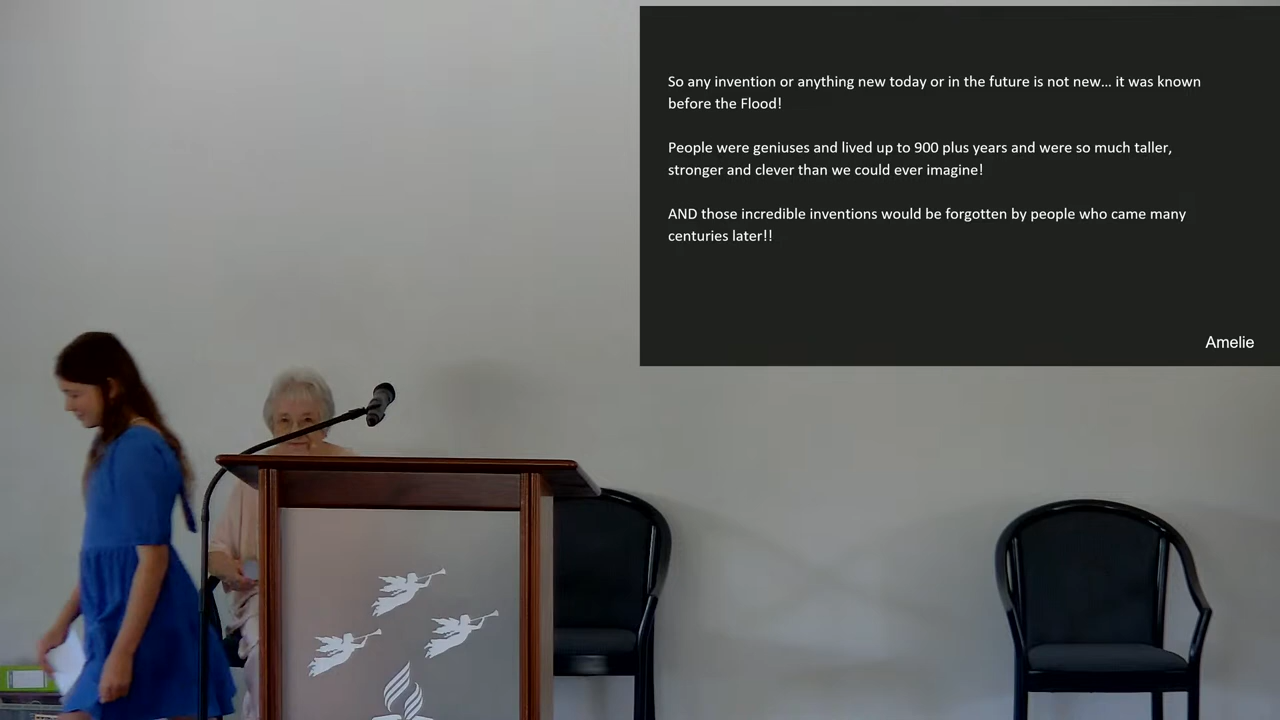 So any invention or anything new today or in the future is not new... it was known
before the Flood!
People were geniuses and lived up to 900 plus years and were so much taller,
stronger and clever than we could ever imagine!
AND those incredible inventions would be forgotten by people who came many
centuries later!!
Amelie